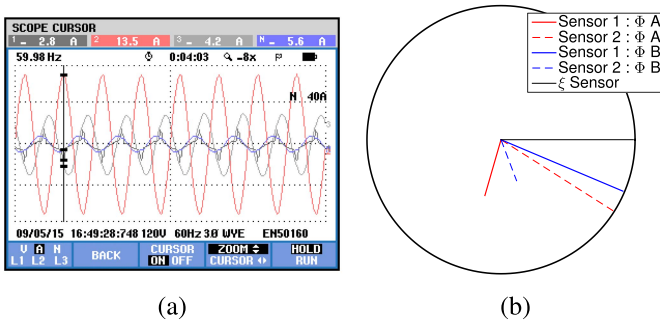 SCOPE CURSOR
1 - 2.8 A 2 13.5 A 3 - 4.2 A N - 5.6 A
59.98 Hz 0:04:03 -8x
N 40A
09/05/15 16:49:28:748 120V 60Hz 3Ø WYE EN50160
V A N CURSOR ZOOM HOLD
L1 L2 L3 BACK ON OFF CURSOR RUN
Sensor 1 : Φ A
Sensor 2 : Φ A
Sensor 1 : Φ B
Sensor 2 : Φ B
ξ Sensor
(a) (b)